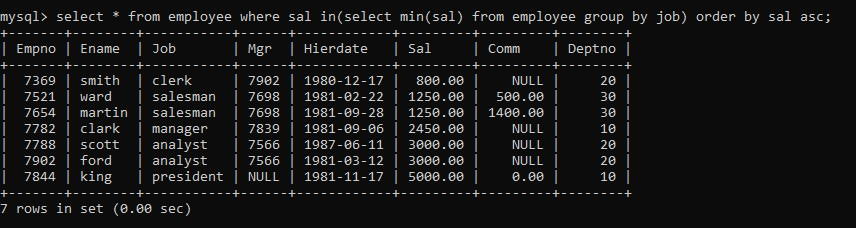 mysql> select * from employee where sal in(select min(sal) from employee group by job) order by sal asc;
+-------+--------+-----------+------+------------+---------+---------+--------+
| Empno | Ename | Job | Mgr | Hierdate | Sal | Comm | Deptno |
+-------+--------+-----------+------+------------+---------+---------+--------+
| 7369 | smith | clerk | 7902 | 1980-12-17 | 800.00 | NULL | 20 |
| 7521 | ward | salesman | 7698 | 1981-02-22 | 1250.00 | 500.00 | 30 |
| 7654 | martin | salesman | 7698 | 1981-09-28 | 1250.00 | 1400.00 | 30 |
| 7782 | clark | manager | 7839 | 1981-09-06 | 2450.00 | NULL | 10 |
| 7788 | scott | analyst | 7566 | 1987-06-11 | 3000.00 | NULL | 20 |
| 7902 | ford | analyst | 7566 | 1981-03-12 | 3000.00 | NULL | 20 |
| 7844 | king | president | NULL | 1981-11-17 | 5000.00 | 0.00 | 10 |
+-------+--------+-----------+------+------------+---------+---------+--------+
7 rows in set (0.00 sec)